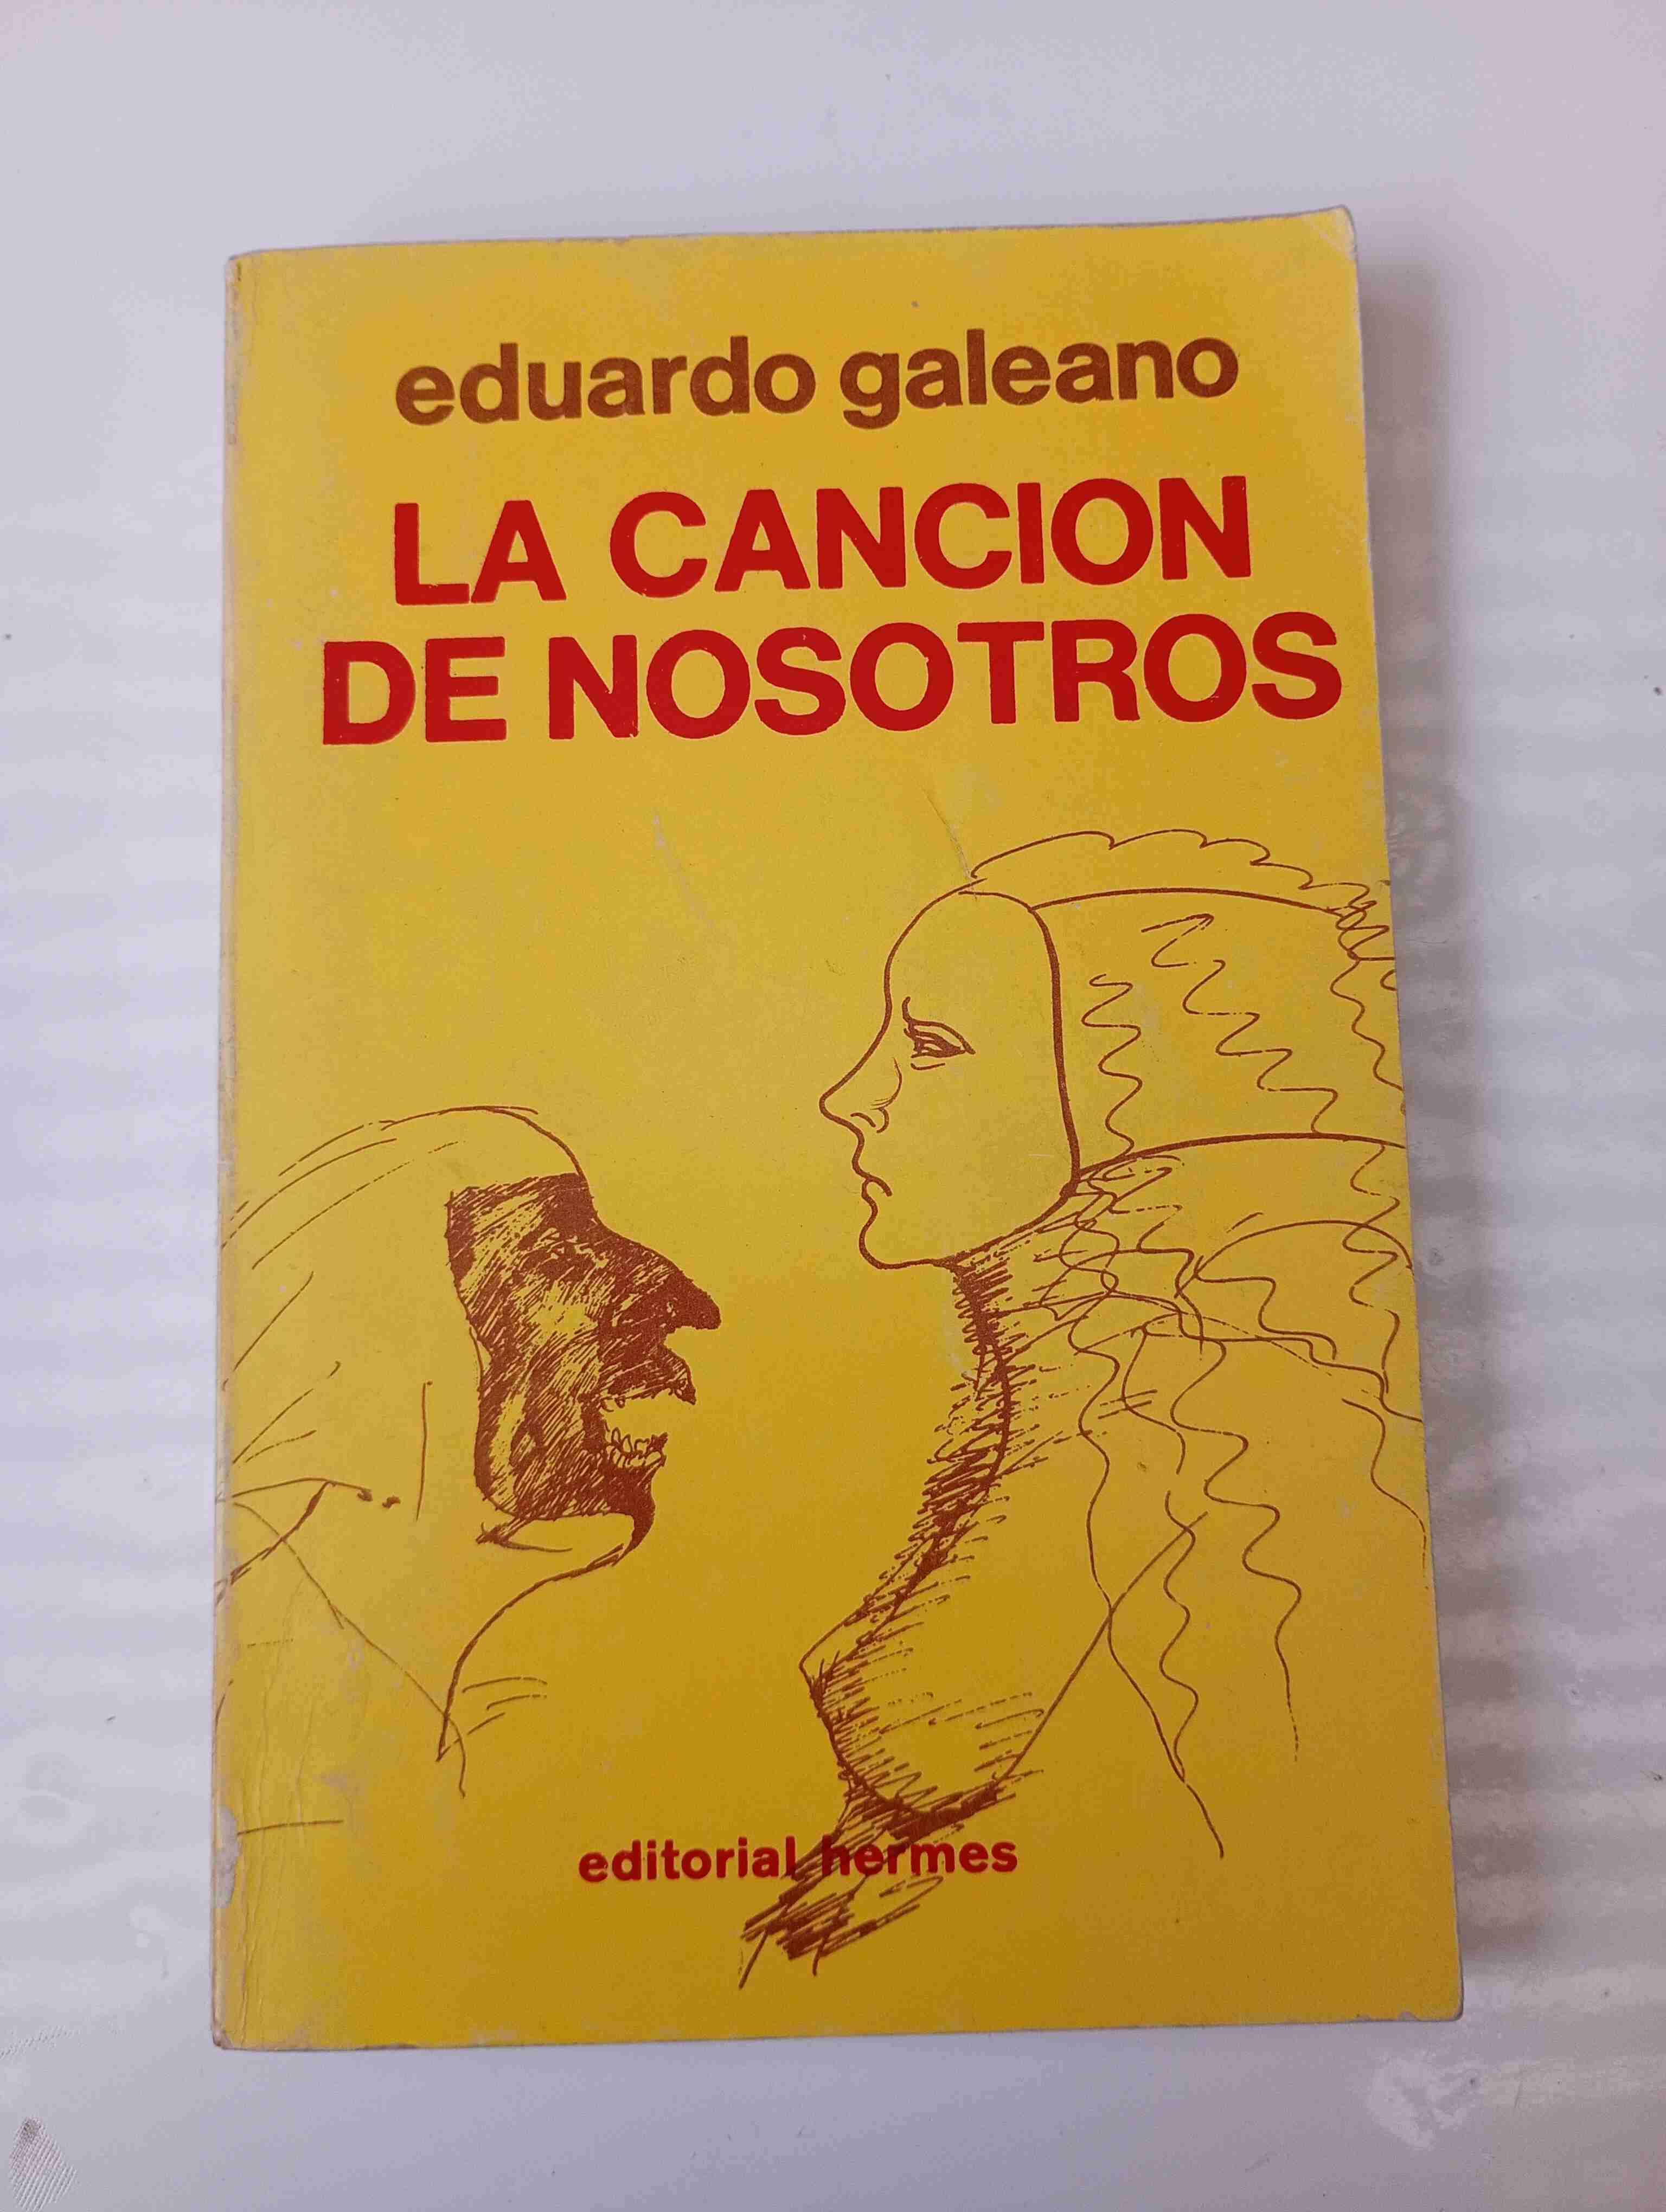 eduardo galeano
LA CANCION
DE NOSOTROS
editorial hermes